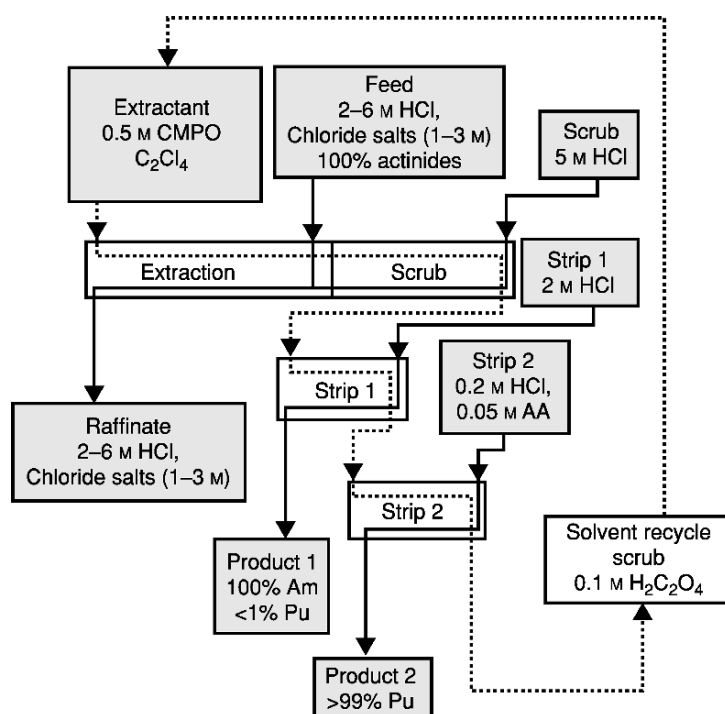 Extractant
0.5 M CMPO
C₂Cl₄
Feed
2–6 M HCl,
Chloride salts (1–3 M)
100% actinides
Scrub
5 M HCl
Extraction
Scrub
Strip 1
2 M HCl
Strip 1
Strip 2
0.2 M HCl,
0.05 M AA
Raffinate
2–6 M HCl,
Chloride salts (1–3 M)
Strip 2
Solvent recycle
scrub
0.1 M H₂C₂O₄
Product 1
100% Am
<1% Pu
Product 2
>99% Pu